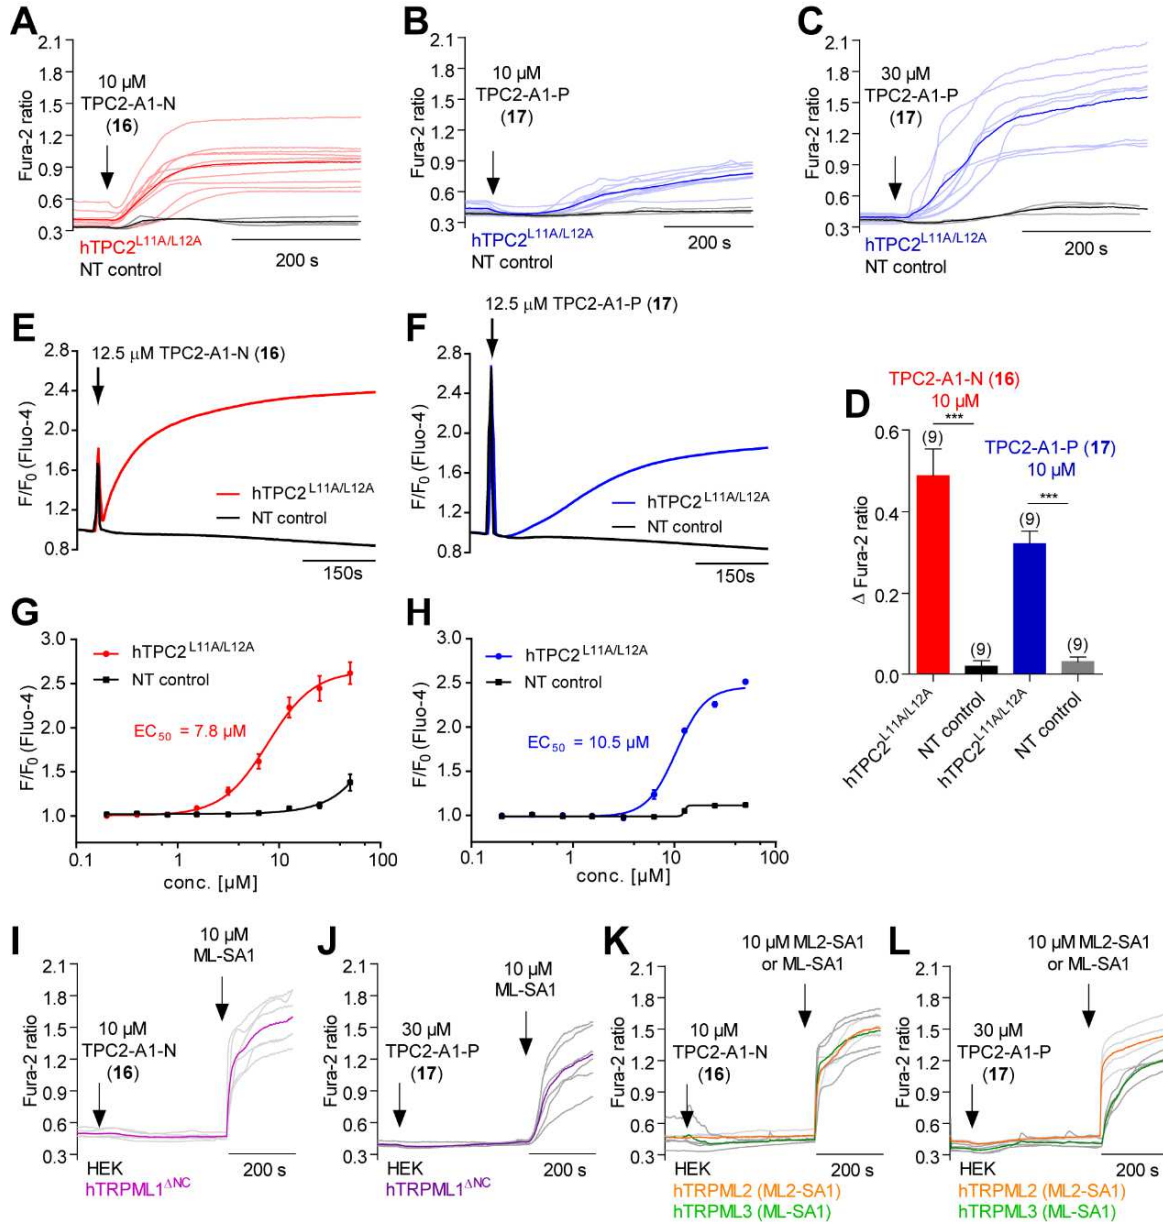 A
2.1
1.8
1.5
1.2
0.9
0.6
0.3
Fura-2 ratio
10 µM
TPC2-A1-N
(16)
hTPC2L11A/L12A
NT control
200 s
B
2.1
1.8
1.5
1.2
0.9
0.6
0.3
Fura-2 ratio
10 µM
TPC2-A1-P
(17)
hTPC2L11A/L12A
NT control
200 s
C
2.1
1.8
1.5
1.2
0.9
0.6
0.3
Fura-2 ratio
30 µM
TPC2-A1-P
(17)
hTPC2L11A/L12A
NT control
200 s
E
12.5 µM TPC2-A1-N (16)
2.8
2.4
2.0
1.6
1.2
0.8
F/F0 (Fluo-4)
hTPC2L11A/L12A
NT control
150s
F
12.5 µM TPC2-A1-P (17)
2.8
2.4
2.0
1.6
1.2
0.8
F/F0 (Fluo-4)
hTPC2L11A/L12A
NT control
150s
D
TPC2-A1-N (16)
10 µM
***
(9)
TPC2-A1-P (17)
10 µM
***
(9)
(9)
(9)
0.6
0.4
0.2
0.0
Δ Fura-2 ratio
hTPC2L11A/L12A
NT control
hTPC2L11A/L12A
NT control
G
3.0
2.5
2.0
1.5
1.0
F/F0 (Fluo-4)
hTPC2L11A/L12A
NT control
EC50 = 7.8 µM
0.1 1 10 100
conc. [µM]
H
3.0
2.5
2.0
1.5
1.0
F/F0 (Fluo-4)
hTPC2L11A/L12A
NT control
EC50 = 10.5 µM
0.1 1 10 100
conc. [µM]
I
2.1
1.8
1.5
1.2
0.9
0.6
0.3
Fura-2 ratio
10 µM
ML-SA1
10 µM
TPC2-A1-N
(16)
HEK
hTRPML1ΔNC
200 s
J
2.1
1.8
1.5
1.2
0.9
0.6
0.3
Fura-2 ratio
10 µM
ML-SA1
30 µM
TPC2-A1-P
(17)
HEK
hTRPML1ΔNC
200 s
K
2.1
1.8
1.5
1.2
0.9
0.6
0.3
Fura-2 ratio
10 µM ML2-SA1
or ML-SA1
10 µM
TPC2-A1-N
(16)
HEK
hTRPML2 (ML2-SA1)
hTRPML3 (ML-SA1)
200 s
L
2.1
1.8
1.5
1.2
0.9
0.6
0.3
Fura-2 ratio
10 µM ML2-SA1
or ML-SA1
30 µM
TPC2-A1-P
(17)
HEK
hTRPML2 (ML2-SA1)
hTRPML3 (ML-SA1)
200 s